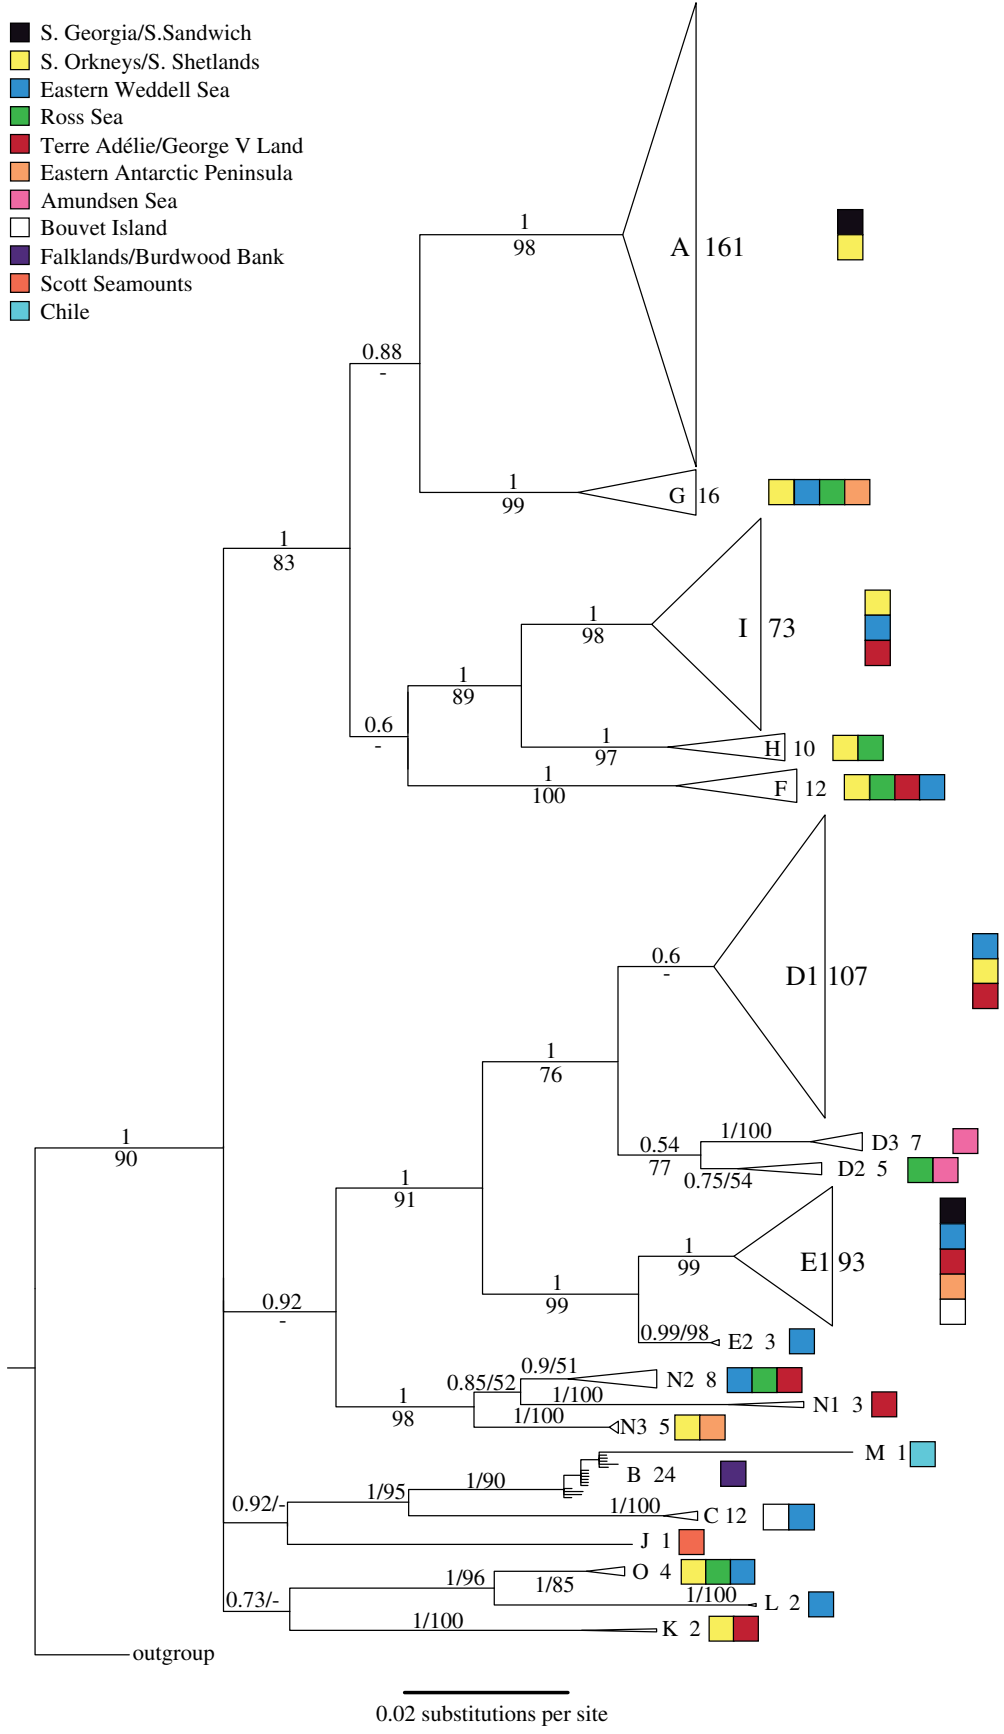 S. Georgia/S.Sandwich
S. Orkneys/S. Shetlands
Eastern Weddell Sea
Ross Sea
Terre Adélie/George V Land
Eastern Antarctic Peninsula
Amundsen Sea
Bouvet Island
Falklands/Burdwood Bank
Scott Seamounts
Chile
1
98
A 161
0.88
-
1
99
G 16
1
83
1
98
I 73
1
89
0.6
-
1
97
H 10
1
100
F 12
0.6
-
D1 107
1
76
1/100
D3 7
0.54
77
0.75/54
D2 5
1
91
1
99
E1 93
1
99
0.99/98
E2 3
1
90
0.92
-
0.9/51
N2 8
0.85/52
1/100
N1 3
1
98
1/100
N3 5
M 1
B 24
1/90
1/95
0.92/-
1/100
C 12
J 1
O 4
1/96
1/85
1/100
L 2
0.73/-
1/100
K 2
outgroup
0.02 substitutions per site